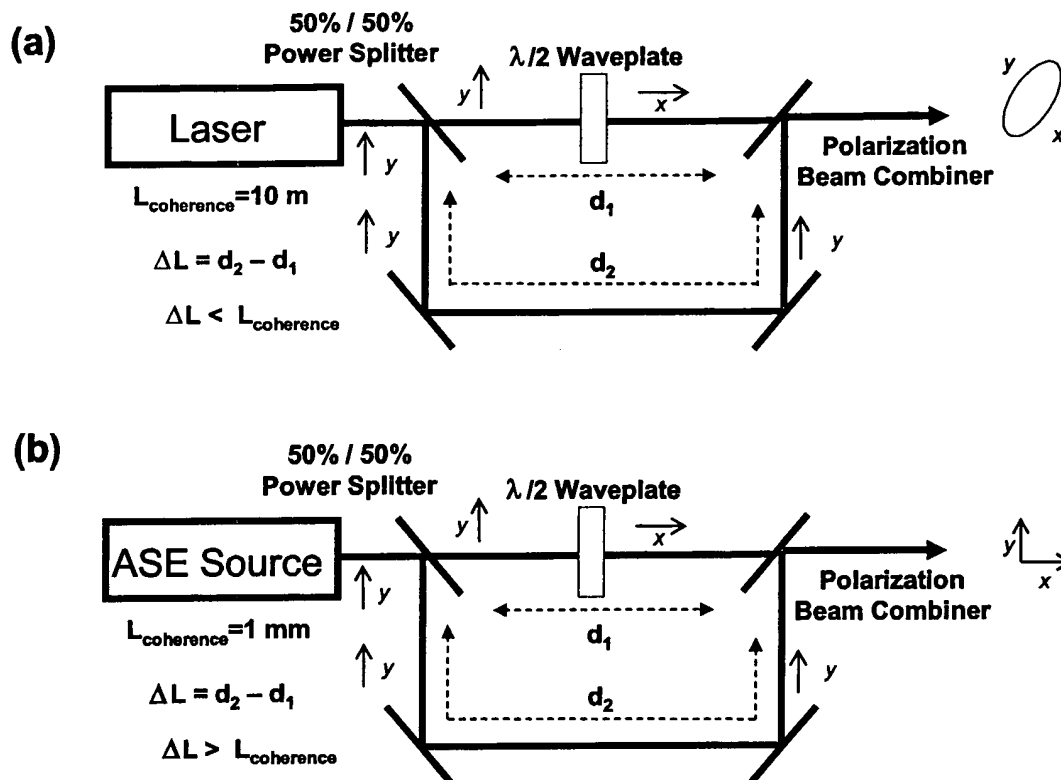 (a)
50% / 50%
Power Splitter
λ/2 Waveplate
y
x
y
x
Laser
y
Polarization
Beam Combiner
L_coherence=10 m
d₁
y
y
ΔL = d₂ – d₁
d₂
ΔL < L_coherence
(b)
50% / 50%
Power Splitter
λ/2 Waveplate
y
x
y
x
ASE Source
y
Polarization
Beam Combiner
L_coherence=1 mm
d₁
y
y
ΔL = d₂ – d₁
d₂
ΔL > L_coherence